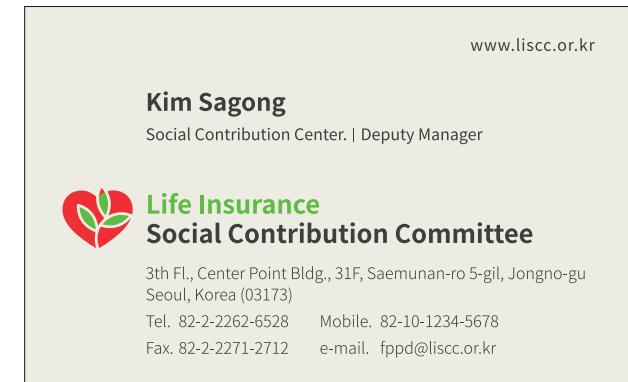 www.liscc.or.kr
Kim Sagong
Social Contribution Center. | Deputy Manager
Life Insurance
Social Contribution Committee
3th Fl., Center Point Bldg., 31F, Saemunan-ro 5-gil, Jongno-gu
Seoul, Korea (03173)
Tel. 82-2-2262-6528 Mobile. 82-10-1234-5678
Fax. 82-2-2271-2712 e-mail. fppd@liscc.or.kr